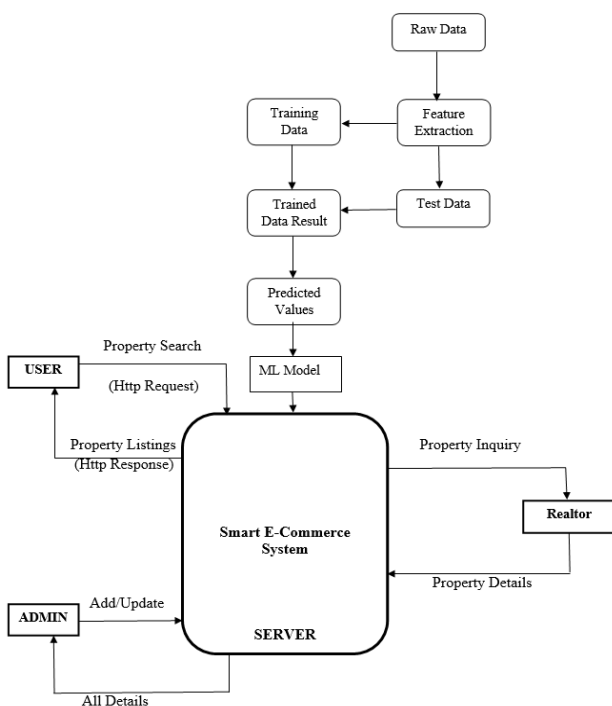 Raw Data
Training
Data
Feature
Extraction
Trained
Data Result
Test Data
Predicted
Values
ML Model
USER
Property Search
(Http Request)
Property Listings
(Http Response)
Property Inquiry
Realtor
Property Details
Smart E-Commerce
System
SERVER
ADMIN
Add/Update
All Details